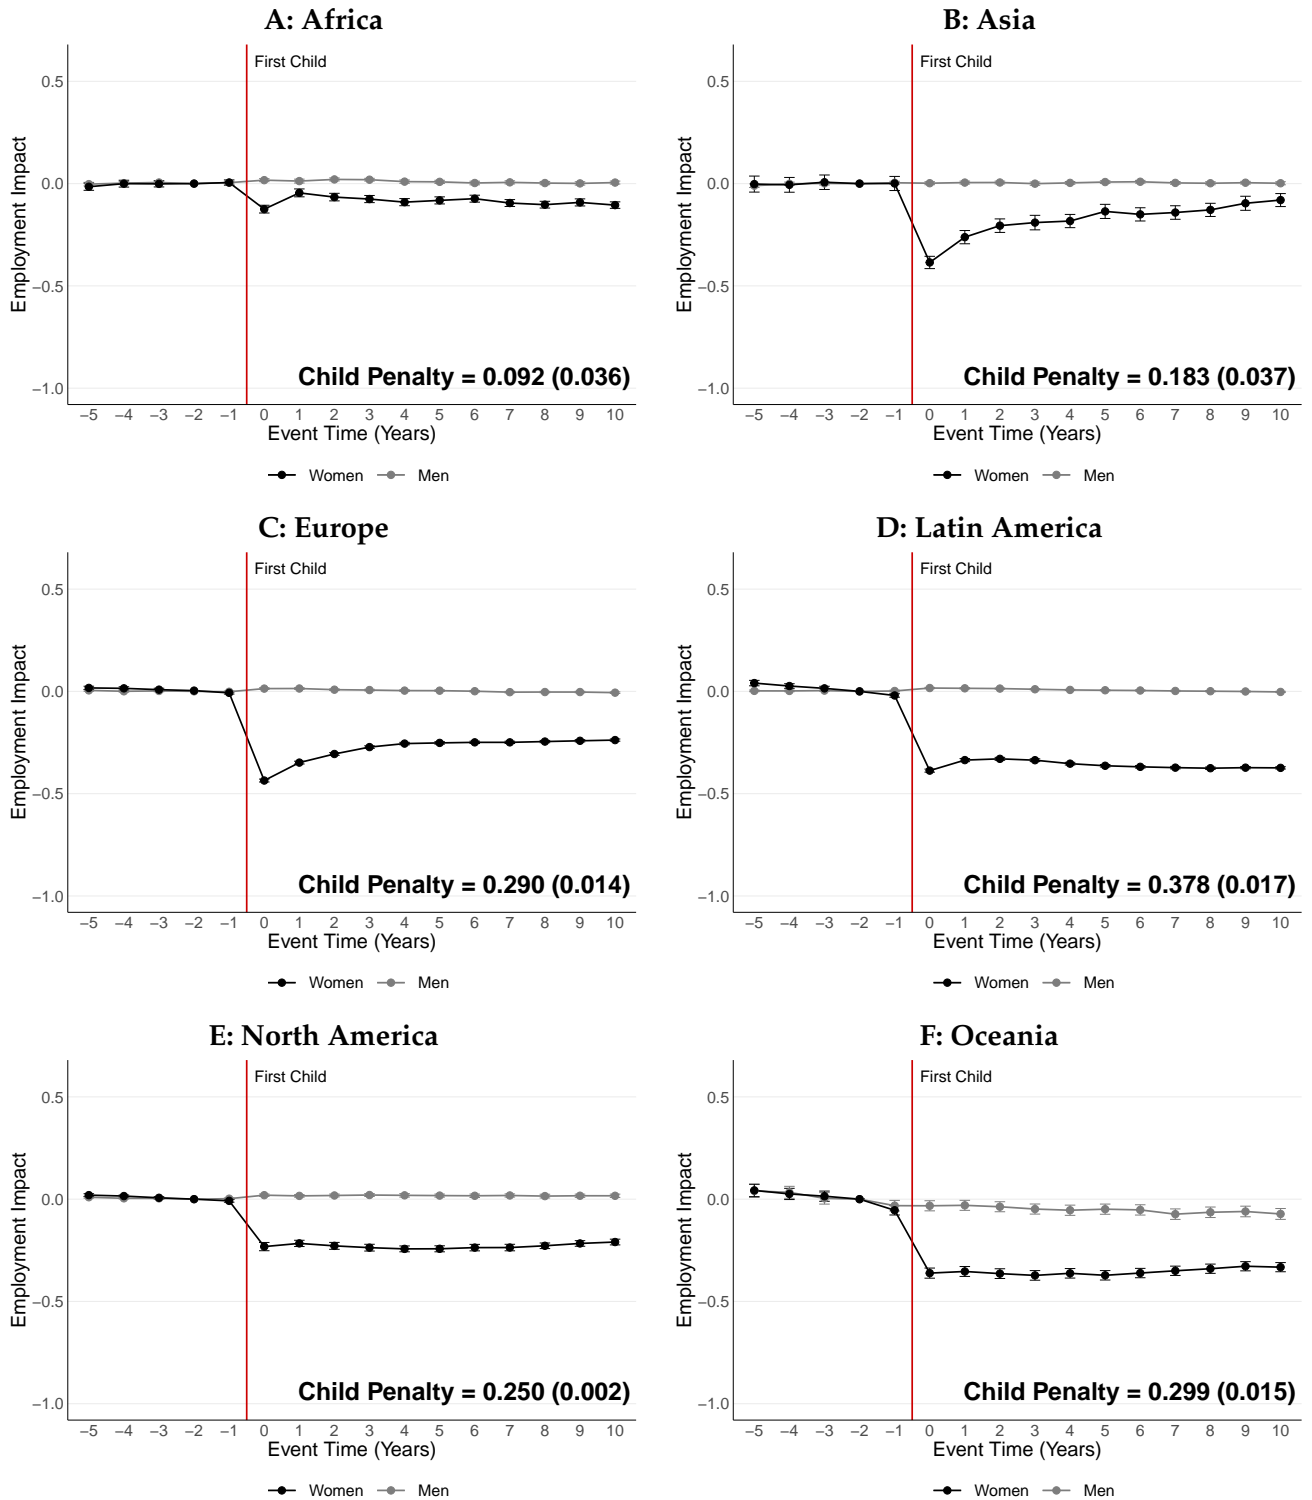 A: Africa
First Child
0.5
0.0
−0.5
−1.0
Employment Impact
Child Penalty = 0.092 (0.036)
−5 −4 −3 −2 −1 0 1 2 3 4 5 6 7 8 9 10
Event Time (Years)
Women Men
B: Asia
First Child
0.5
0.0
−0.5
−1.0
Employment Impact
Child Penalty = 0.183 (0.037)
−5 −4 −3 −2 −1 0 1 2 3 4 5 6 7 8 9 10
Event Time (Years)
Women Men
C: Europe
First Child
0.5
0.0
−0.5
−1.0
Employment Impact
Child Penalty = 0.290 (0.014)
−5 −4 −3 −2 −1 0 1 2 3 4 5 6 7 8 9 10
Event Time (Years)
Women Men
D: Latin America
First Child
0.5
0.0
−0.5
−1.0
Employment Impact
Child Penalty = 0.378 (0.017)
−5 −4 −3 −2 −1 0 1 2 3 4 5 6 7 8 9 10
Event Time (Years)
Women Men
E: North America
First Child
0.5
0.0
−0.5
−1.0
Employment Impact
Child Penalty = 0.250 (0.002)
−5 −4 −3 −2 −1 0 1 2 3 4 5 6 7 8 9 10
Event Time (Years)
Women Men
F: Oceania
First Child
0.5
0.0
−0.5
−1.0
Employment Impact
Child Penalty = 0.299 (0.015)
−5 −4 −3 −2 −1 0 1 2 3 4 5 6 7 8 9 10
Event Time (Years)
Women Men